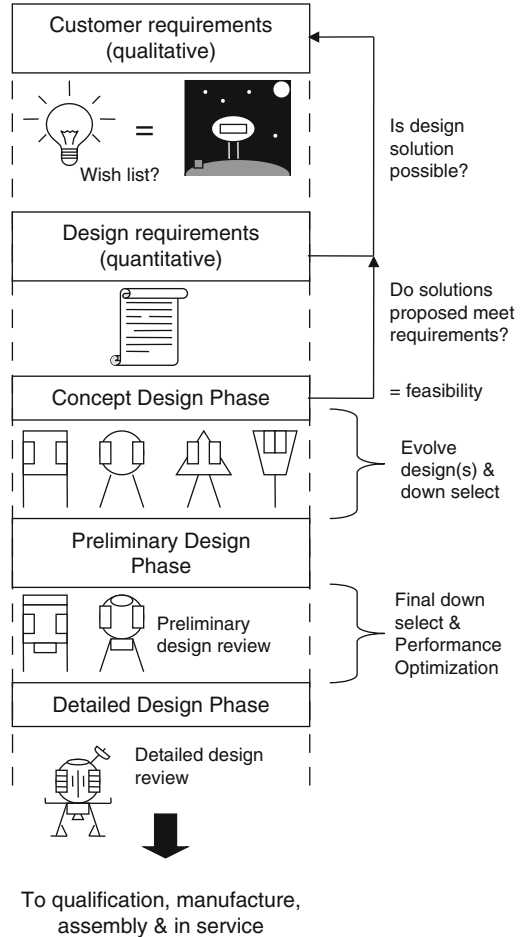 Customer requirements
(qualitative)
=
Wish list?
Is design
solution
possible?
Design requirements
(quantitative)
Do solutions
proposed meet
requirements?
Concept Design Phase
= feasibility
Evolve
design(s) &
down select
Preliminary Design
Phase
Preliminary
design review
Final down
select &
Performance
Optimization
Detailed Design Phase
Detailed design
review
To qualification, manufacture,
assembly & in service